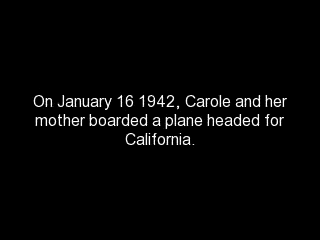 On January 16 1942, Carole and her
mother boarded a plane headed for
California.